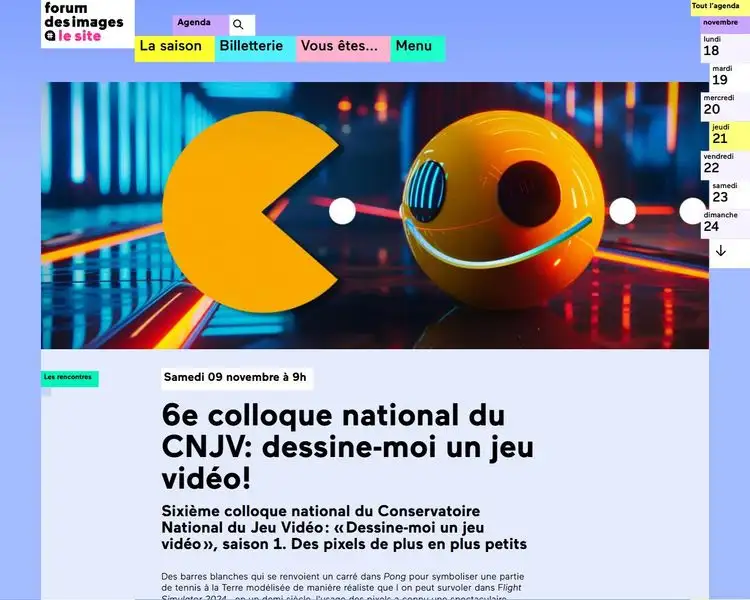 forum
des images
le site
Agenda
La saison
Billetterie
Vous êtes...
Menu
Tout l'agenda
novembre
lundi
18
mardi
19
mercredi
20
jeudi
21
vendredi
22
samedi
23
dimanche
24
Les rencontres
Samedi 09 novembre à 9h
6e colloque national du
CNJV: dessine-moi un jeu
vidéo!
Sixième colloque national du Conservatoire
National du Jeu Vidéo: «Dessine-moi un jeu
vidéo», saison 1. Des pixels de plus en plus petits
Des barres blanches qui se renvoient un carré dans Pong pour symboliser une partie
de tennis à la Terre modélisée de manière réaliste que l on peut survoler dans Flight
Simulator 2024, en un demi-siècle, l'usage des pixels a connu une spectaculaire